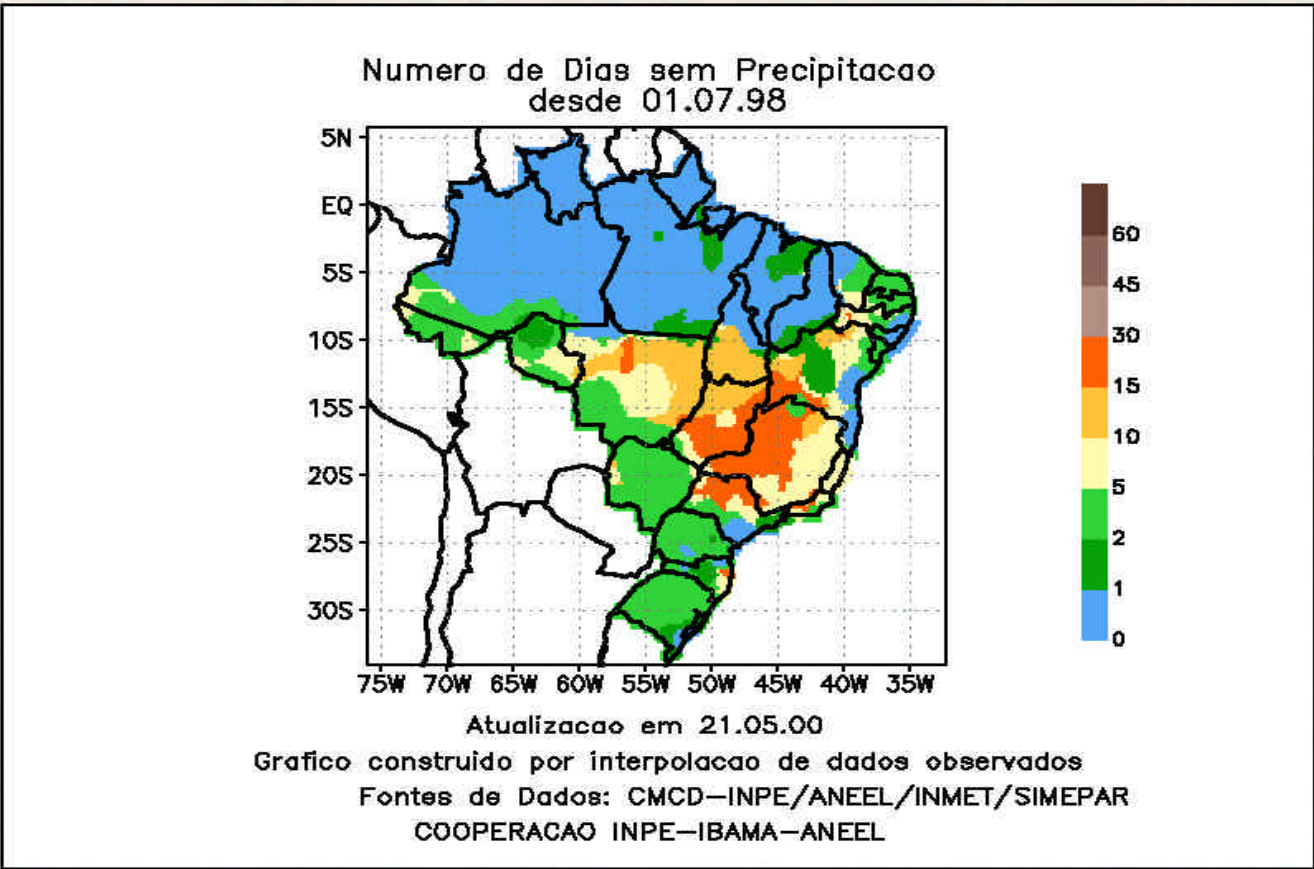 Numero de Dias sem Precipitacao
desde 01.07.98
5N
EQ
5S
10S
15S
20S
25S
30S
75W 70W 65W 60W 55W 50W 45W 40W 35W
60
45
30
15
10
5
2
1
0
Atualizacao em 21.05.00
Grafico construido por interpolacao de dados observados
Fontes de Dados: CMCD-INPE/ANEEL/INMET/SIMEPAR
COOPERACAO INPE-IBAMA-ANEEL